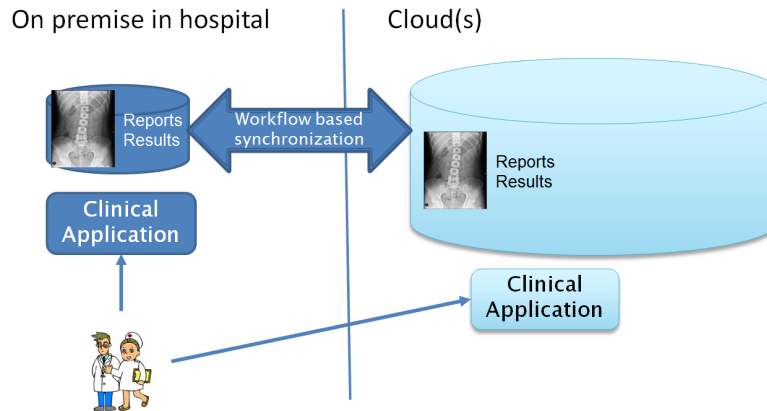 On premise in hospital
Cloud(s)
Reports
Results
Workflow based
synchronization
Reports
Results
Clinical
Application
Clinical
Application